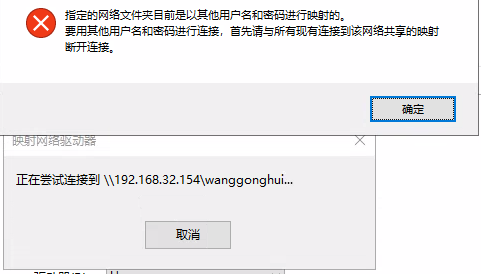 指定的网络文件夹目前是以其他用户名和密码进行映射的。
要用其他用户名和密码进行连接，首先请与所有现有连接到该网络共享的映射
断开连接。
确定
映射网络驱动器
正在尝试连接到 \\192.168.32.154\wanggonghui...
取消